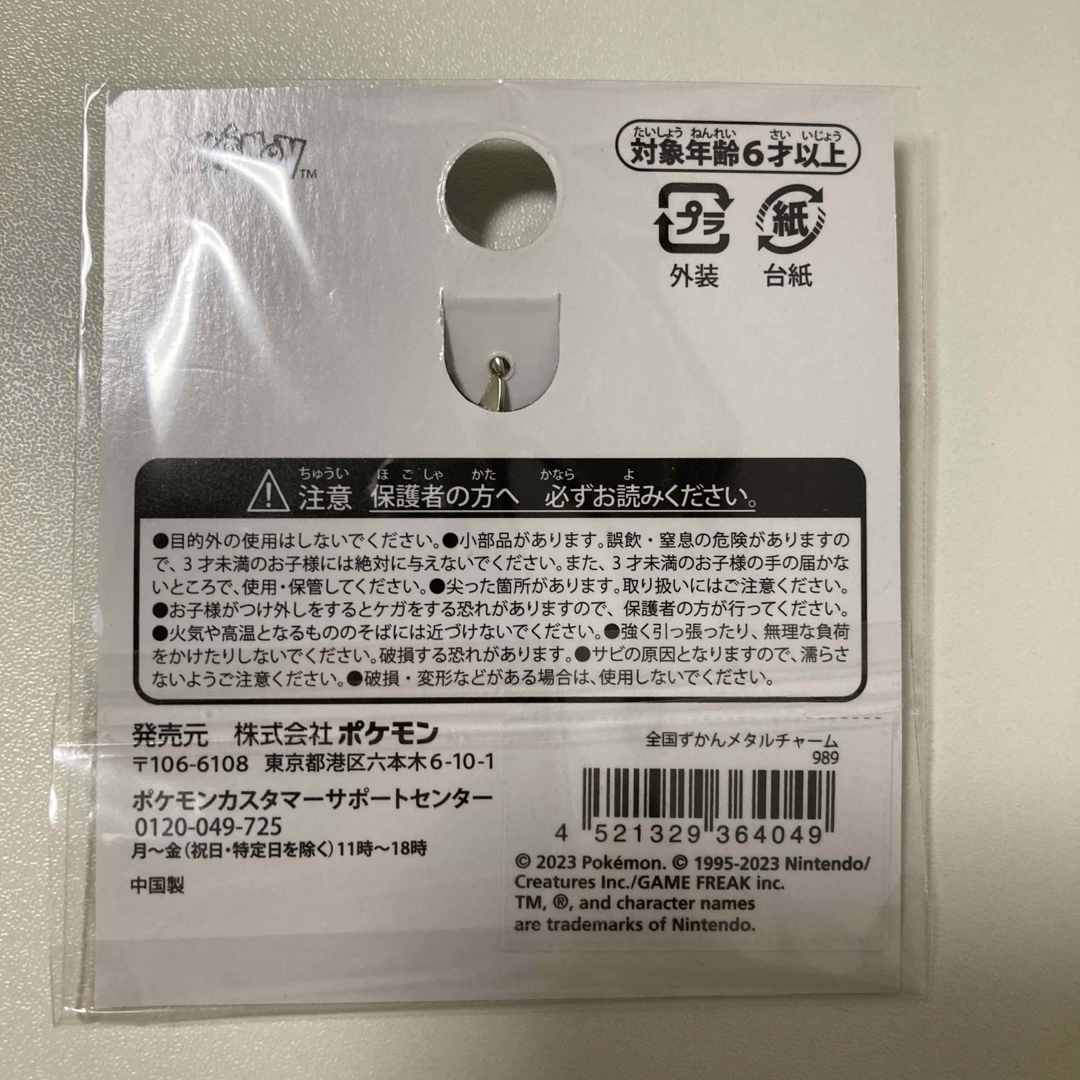 Pokémon
TM
たいしょう ねんれい さい いじょう
対象年齢6才以上
プラ 紙
外装 台紙
ちゅうい ほごしゃ かた かなら よ
注意 保護者の方へ 必ずお読みください。
●目的外の使用はしないでください。●小部品があります。誤飲・窒息の危険がありますの
で、3才未満のお子様には絶対に与えないでください。また、3才未満のお子様の手の届かな
いところで、使用・保管してください。●尖った箇所があります。取り扱いにはご注意ください。
●お子様がつけ外しをするとケガをする恐れがありますので、保護者の方が行ってください。
●火気や高温となるもののそばには近づけないでください。●強く引っ張ったり、無理な負荷
をかけたりしないでください。破損する恐れがあります。●サビの原因となりますので、濡らさ
ないようご注意ください。●破損・変形などがある場合は、使用しないでください。
発売元 株式会社ポケモン
〒106-6108 東京都港区六本木6-10-1
ポケモンカスタマーサポートセンター
0120-049-725
月～金（祝日・特定日を除く）11時～18時
中国製
全国ずかんメタルチャーム
989
4 521329 364049
© 2023 Pokémon. © 1995-2023 Nintendo/
Creatures Inc./GAME FREAK inc.
TM, ®, and character names
are trademarks of Nintendo.